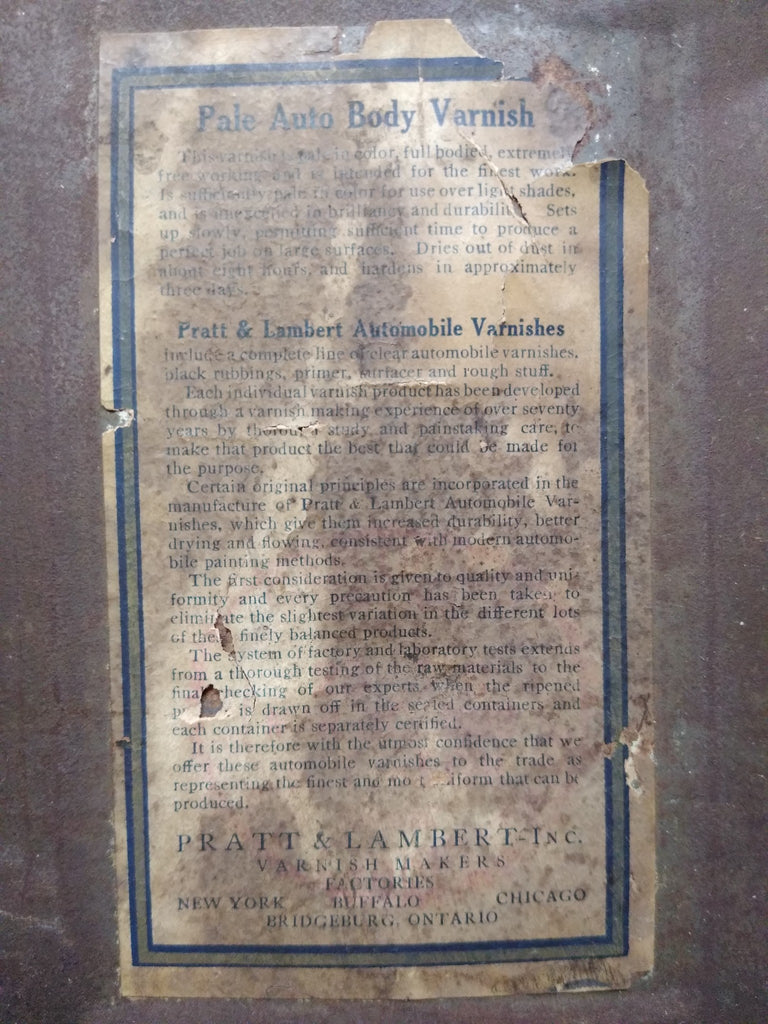 Pale Auto Body Varnish
This varnish is pale in color, full bodied, extremely
free working and is intended for the finest work.
Is sufficiently pale in color for use over light shades,
and is unexcelled in brilliancy and durability. Sets
up slowly, permitting sufficient time to produce a
perfect job on large surfaces. Dries out of dust in
about eight hours, and hardens in approximately
three days.
Pratt & Lambert Automobile Varnishes
include a complete line of clear automobile varnishes,
black rubbings, primer, surfacer and rough stuff.
Each individual varnish product has been developed
through a varnish making experience of over seventy
years by thorough study and painstaking care, to
make that product the best that could be made for
the purpose.
Certain original principles are incorporated in the
manufacture of Pratt & Lambert Automobile Var-
nishes, which give them increased durability, better
drying and flowing, consistent with modern automo-
bile painting methods.
The first consideration is given to quality and uni-
formity and every precaution has been taken to
eliminate the slightest variation in the different lots
of these finely balanced products.
The system of factory and laboratory tests extends
from a thorough testing of the raw materials to the
final checking of our experts when the ripened
is drawn off in the sealed containers and
each container is separately certified.
It is therefore with the utmost confidence that we
offer these automobile varnishes to the trade as
representing the finest and most uniform that can be
produced.
PRATT & LAMBERT-INC.
VARNISH MAKERS
FACTORIES
NEW YORK BUFFALO CHICAGO
BRIDGEBURG, ONTARIO